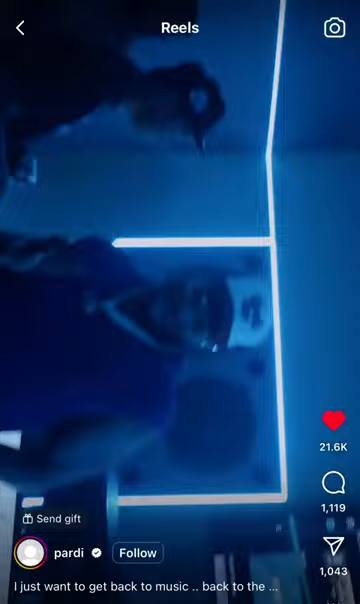 Reels
21.6K
1,119
Send gift
1,043
pardi
Follow
I just want to get back to music .. back to the ...